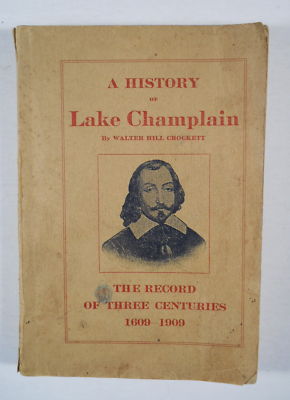 A HISTORY
OF
Lake Champlain
By WALTER HILL CROCKETT
THE RECORD
OF THREE CENTURIES
1609-1909